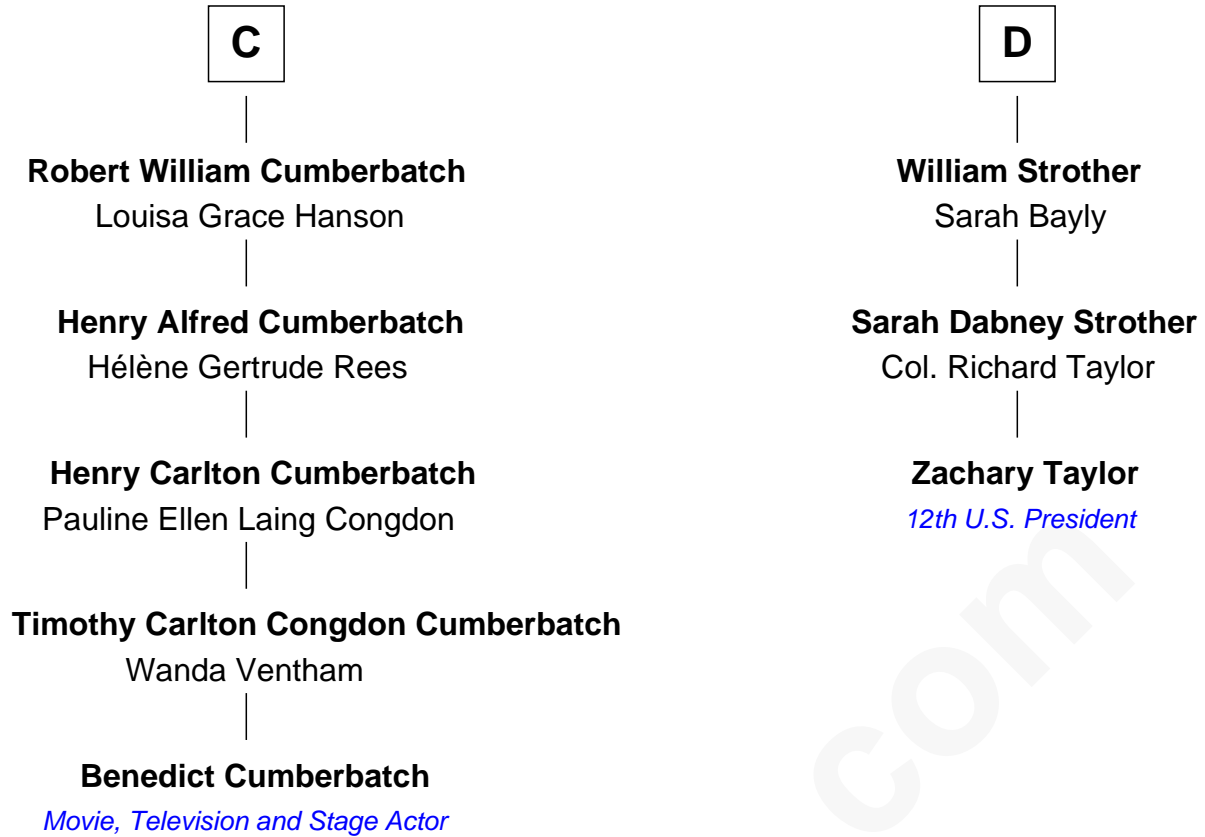 C
Robert William Cumberbatch
Louisa Grace Hanson
Henry Alfred Cumberbatch
Hélène Gertrude Rees
Henry Carlton Cumberbatch
Pauline Ellen Laing Congdon
Timothy Carlton Congdon Cumberbatch
Wanda Ventham
Benedict Cumberbatch
Movie, Television and Stage Actor
D
William Strother
Sarah Bayly
Sarah Dabney Strother
Col. Richard Taylor
Zachary Taylor
12th U.S. President
com